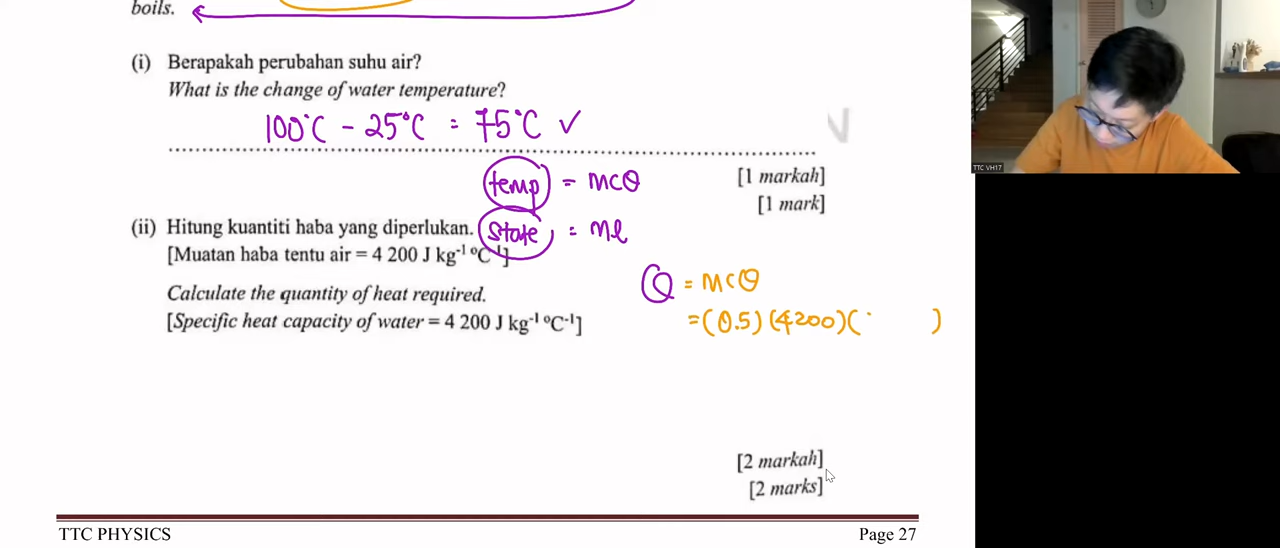 boils.
(i) Berapakah perubahan suhu air?
What is the change of water temperature?
100°C - 25°C = 75°C ✓
temp = mcθ
[1 markah]
[1 mark]
(ii) Hitung kuantiti haba yang diperlukan.
state = ml
[Muatan haba tentu air = 4 200 J kg⁻¹ °C⁻¹]
Q = mcθ
Calculate the quantity of heat required.
[Specific heat capacity of water = 4 200 J kg⁻¹ °C⁻¹]
= (0.5) (4200) ( )
[2 markah]
[2 marks]
TTC PHYSICS
Page 27
TTC VH17